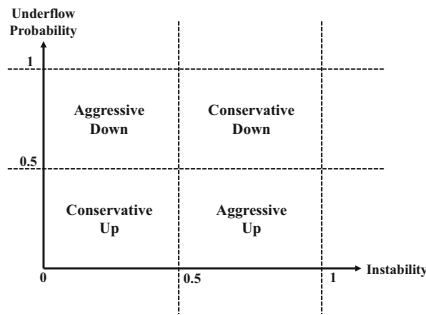 Underflow
Probability
1
Aggressive
Down
Conservative
Down
0.5
Conservative
Up
Aggressive
Up
0
0.5
1
Instability